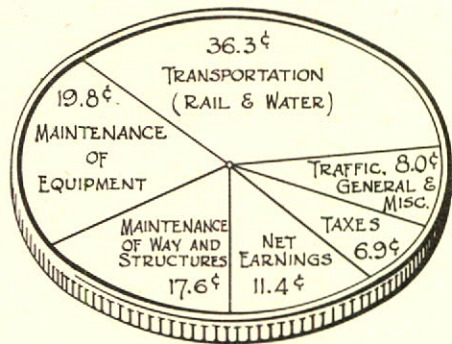 36.3¢
TRANSPORTATION
(RAIL & WATER)
19.8¢.
MAINTENANCE
OF
EQUIPMENT
TRAFFIC, 8.0¢
GENERAL &
MISC.
TAXES
6.9¢
NET
EARNINGS
11.4¢
MAINTENANCE
OF WAY AND
STRUCTURES
17.6¢